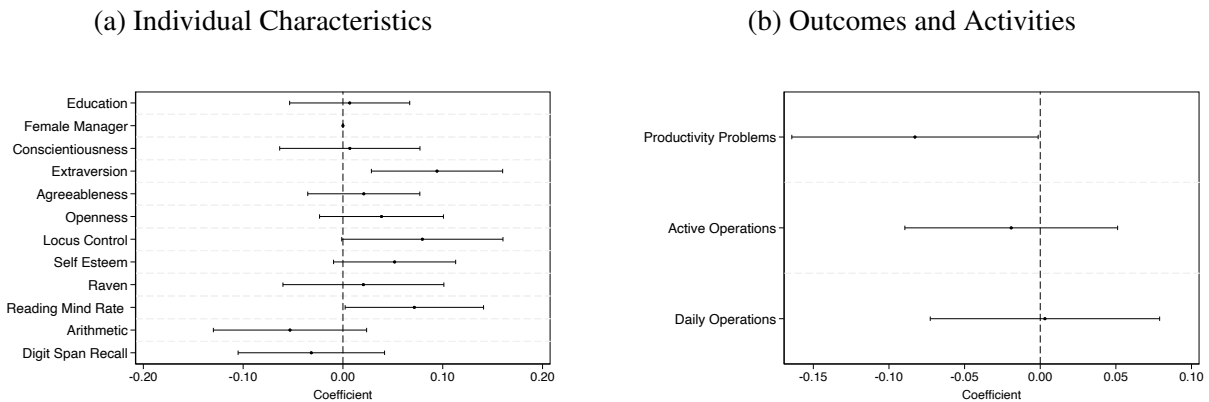 (a) Individual Characteristics
Education
Female Manager
Conscientiousness
Extraversion
Agreeableness
Openness
Locus Control
Self Esteem
Raven
Reading Mind Rate
Arithmetic
Digit Span Recall
-0.20 -0.10 0.00 0.10 0.20
Coefficient
(b) Outcomes and Activities
Productivity Problems
Active Operations
Daily Operations
-0.15 -0.10 -0.05 0.00 0.05 0.10
Coefficient